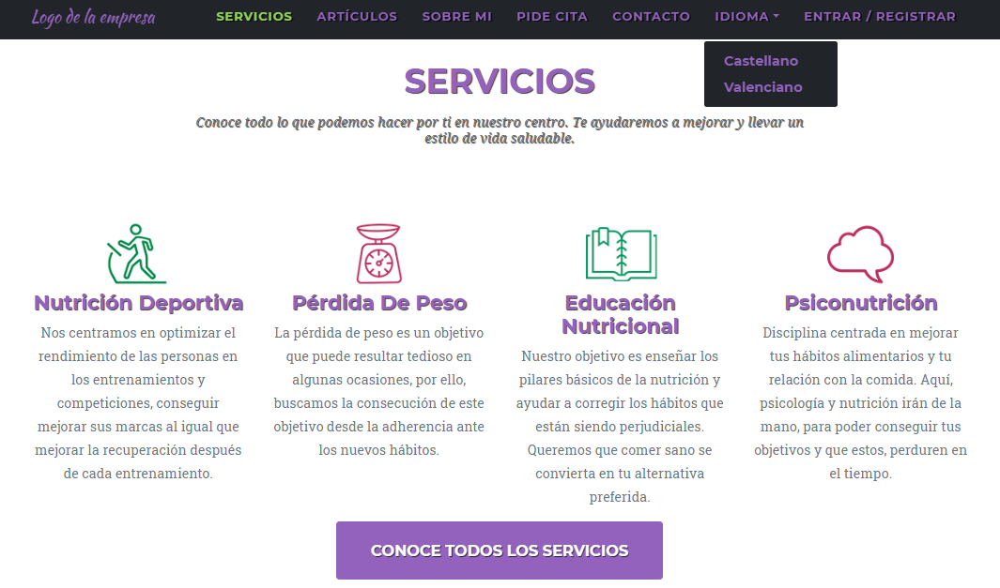 Logo de la empresa
SERVICIOS
ARTÍCULOS
SOBRE MI
PIDE CITA
CONTACTO
IDIOMA
ENTRAR / REGISTRAR
Castellano
Valenciano
SERVICIOS
Conoce todo lo que podemos hacer por ti en nuestro centro. Te ayudaremos a mejorar y llevar un
estilo de vida saludable.
Nutrición Deportiva
Nos centramos en optimizar el
rendimiento de las personas en
los entrenamientos y
competiciones, conseguir
mejorar sus marcas al igual que
mejorar la recuperación después
de cada entrenamiento.
Pérdida De Peso
La pérdida de peso es un objetivo
que puede resultar tedioso en
algunas ocasiones, por ello,
buscamos la consecución de este
objetivo desde la adherencia ante
los nuevos hábitos.
Educación
Nutricional
Nuestro objetivo es enseñar los
pilares básicos de la nutrición y
ayudar a corregir los hábitos que
están siendo perjudiciales.
Queremos que comer sano se
convierta en tu alternativa
preferida.
Psiconutrición
Disciplina centrada en mejorar
tus hábitos alimentarios y tu
relación con la comida. Aquí,
psicología y nutrición irán de la
mano, para poder conseguir tus
objetivos y que estos, perduren en
el tiempo.
CONOCE TODOS LOS SERVICIOS